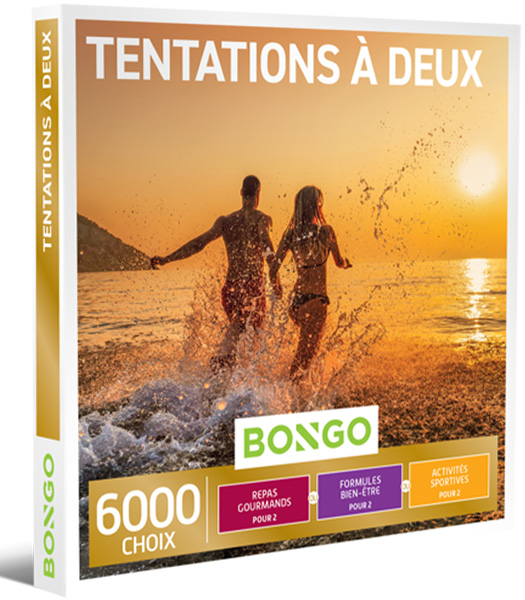 TENTATIONS À DEUX
TENTATIONS À DEUX
BONGO
6000
CHOIX
REPAS
GOURMANDS
POUR 2
OU
FORMULES
BIEN-ÊTRE
POUR 2
OU
ACTIVITÉS
SPORTIVES
POUR 2
BONGO